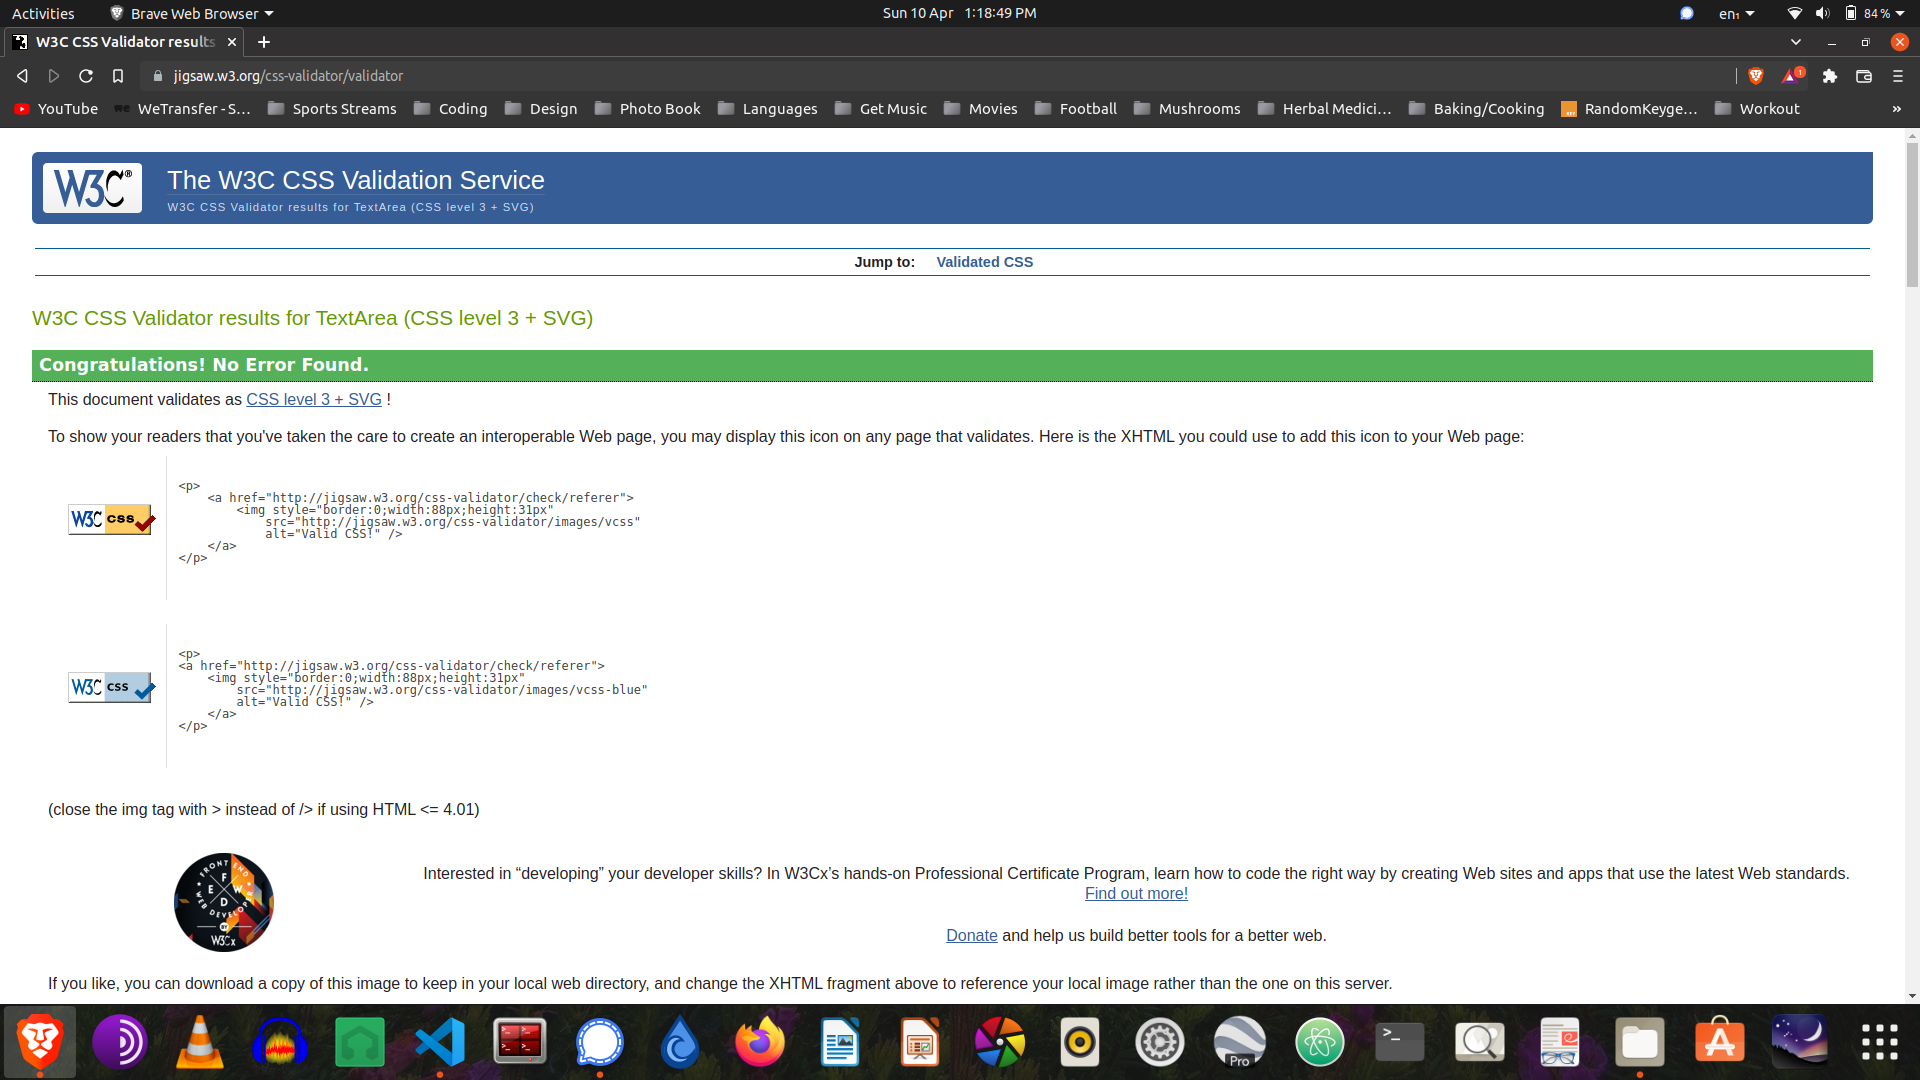 Activities
Brave Web Browser
Sun 10 Apr 1:18:49 PM
en₁
84 %
W3C CSS Validator results
jigsaw.w3.org/css-validator/validator
1
YouTube
WeTransfer - S…
Sports Streams
Coding
Design
Photo Book
Languages
Get Music
Movies
Football
Mushrooms
Herbal Medici…
Baking/Cooking
RandomKeyge…
Workout
»
W3C®
The W3C CSS Validation Service
W3C CSS Validator results for TextArea (CSS level 3 + SVG)
Jump to: Validated CSS
W3C CSS Validator results for TextArea (CSS level 3 + SVG)
Congratulations! No Error Found.
This document validates as CSS level 3 + SVG !
To show your readers that you've taken the care to create an interoperable Web page, you may display this icon on any page that validates. Here is the XHTML you could use to add this icon to your Web page:
W3C css
<p>
<a href="http://jigsaw.w3.org/css-validator/check/referer">
<img style="border:0;width:88px;height:31px"
src="http://jigsaw.w3.org/css-validator/images/vcss"
alt="Valid CSS!" />
</a>
</p>
W3C css
<p>
<a href="http://jigsaw.w3.org/css-validator/check/referer">
<img style="border:0;width:88px;height:31px"
src="http://jigsaw.w3.org/css-validator/images/vcss-blue"
alt="Valid CSS!" />
</a>
</p>
(close the img tag with > instead of /> if using HTML <= 4.01)
FRONT END
F
E W
D
WEB DEVELOPER
W3Cx
Interested in “developing” your developer skills? In W3Cx’s hands-on Professional Certificate Program, learn how to code the right way by creating Web sites and apps that use the latest Web standards.
Find out more!
Donate and help us build better tools for a better web.
If you like, you can download a copy of this image to keep in your local web directory, and change the XHTML fragment above to reference your local image rather than the one on this server.
Pro